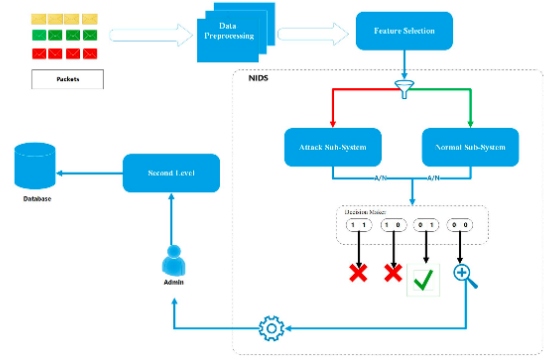 Data
Preprocessing
Feature Selection
Packets
NIDS
Attack Sub-System
Normal Sub-System
A/N
A/N
Second Level
Database
Decision Maker
1 1
1 0
0 1
0 0
Admin